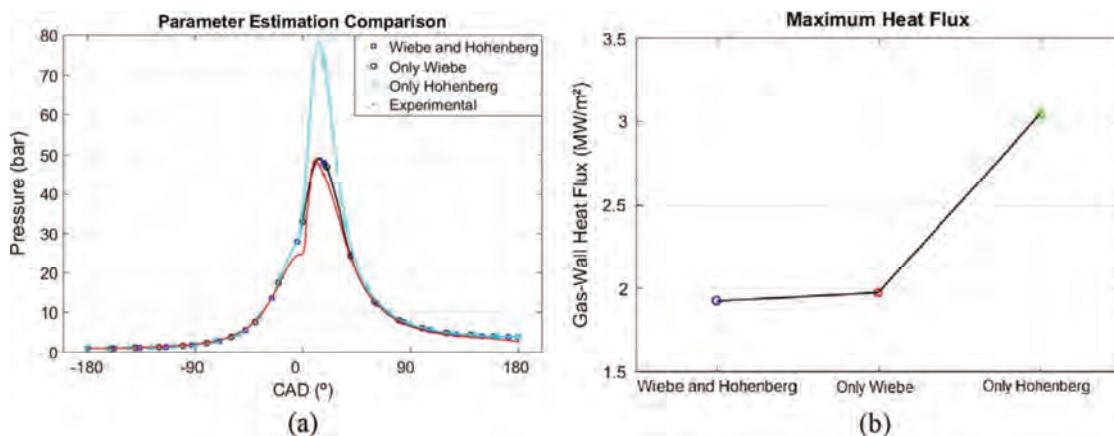 Parameter Estimation Comparison
80
70
60
50
40
30
20
10
0
Pressure (bar)
Wiebe and Hohenberg
Only Wiebe
Only Hohenberg
Experimental
-180
-90
0
90
180
CAD (º)
(a)
Maximum Heat Flux
3.5
3
2.5
2
1.5
Gas-Wall Heat Flux (MW/m²)
Wiebe and Hohenberg
Only Wiebe
Only Hohenberg
(b)